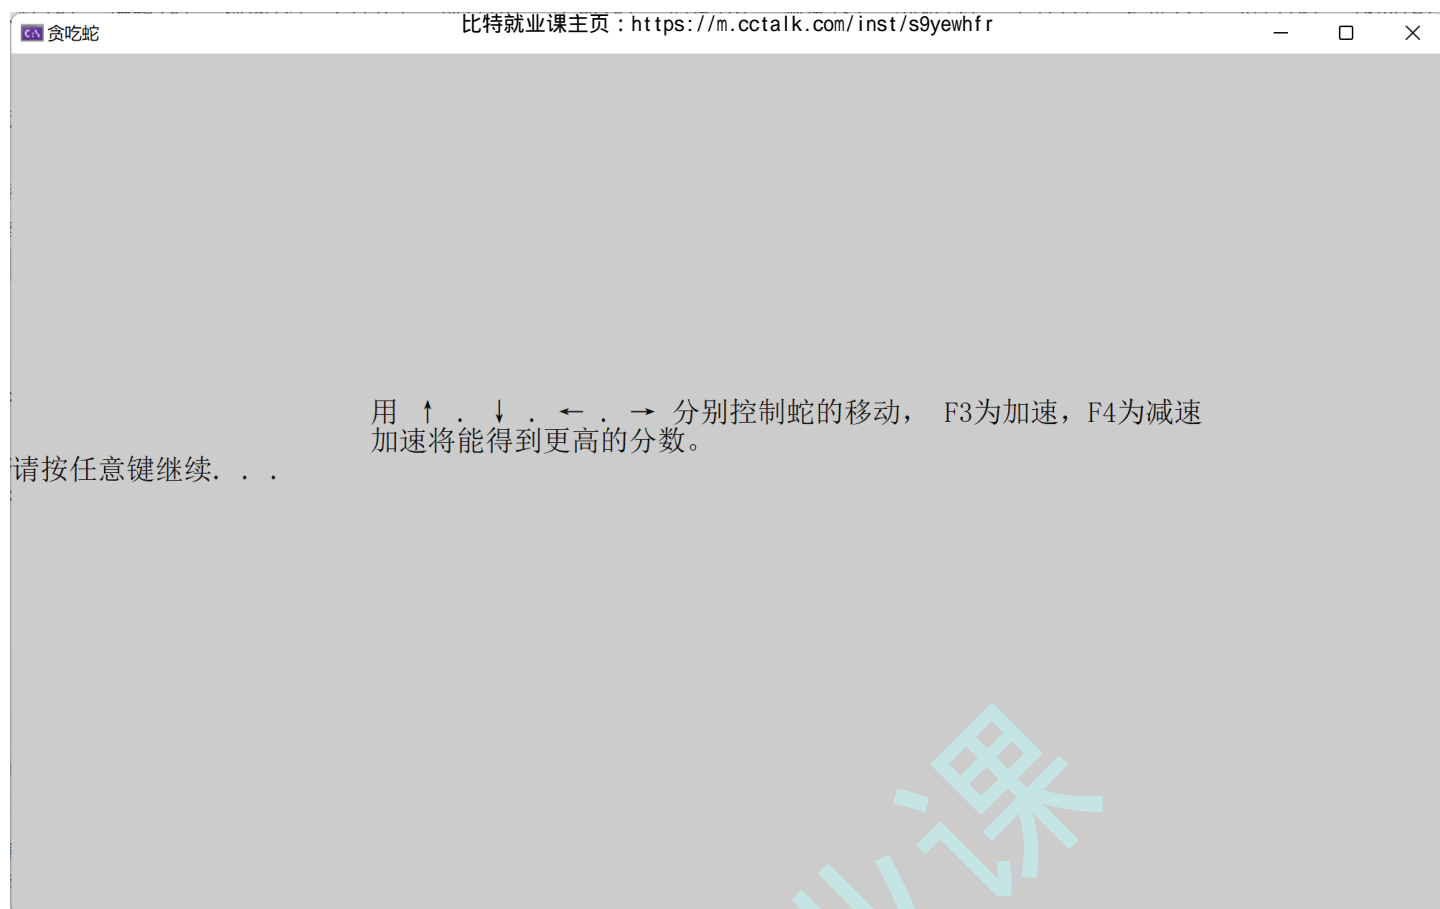 比特就业课主页：https://m.cctalk.com/inst/s9yewhfr
贪吃蛇
用 ↑ . ↓ . ← . → 分别控制蛇的移动， F3为加速，F4为减速
加速将能得到更高的分数。
请按任意键继续. . .
业课